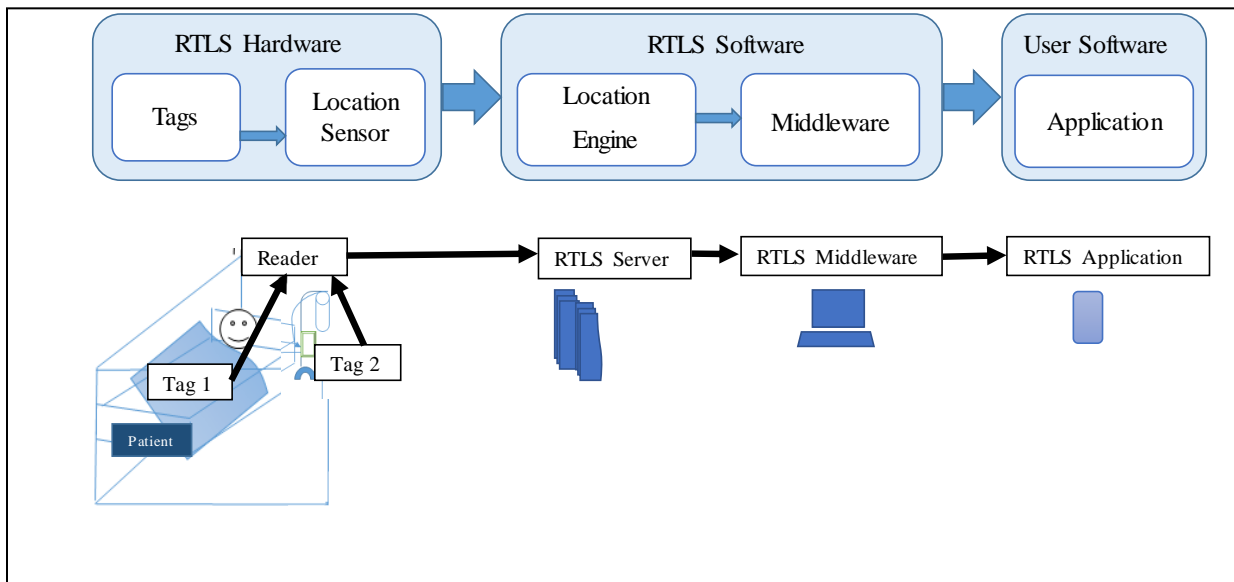 RTLS Hardware
Tags
Location
Sensor
RTLS Software
Location
Engine
Middleware
User Software
Application
Reader
RTLS Server
RTLS Middleware
RTLS Application
Tag 1
Tag 2
Patient